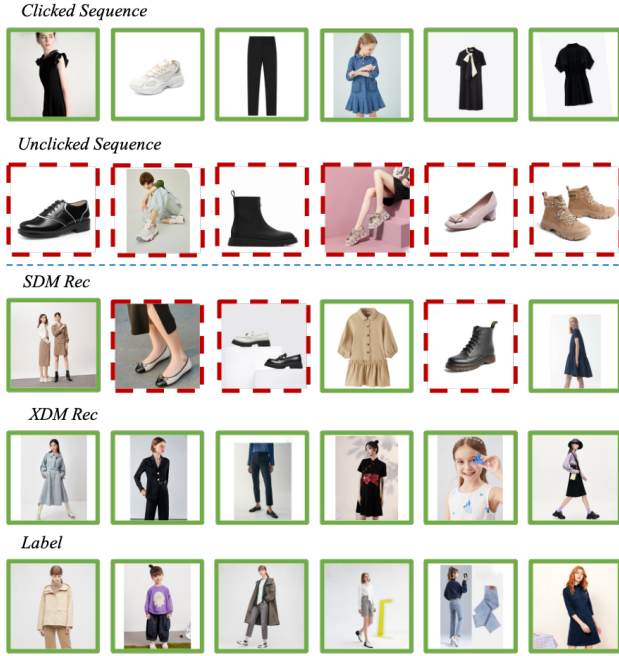 Clicked Sequence
Unclicked Sequence
SDM Rec
XDM Rec
Label